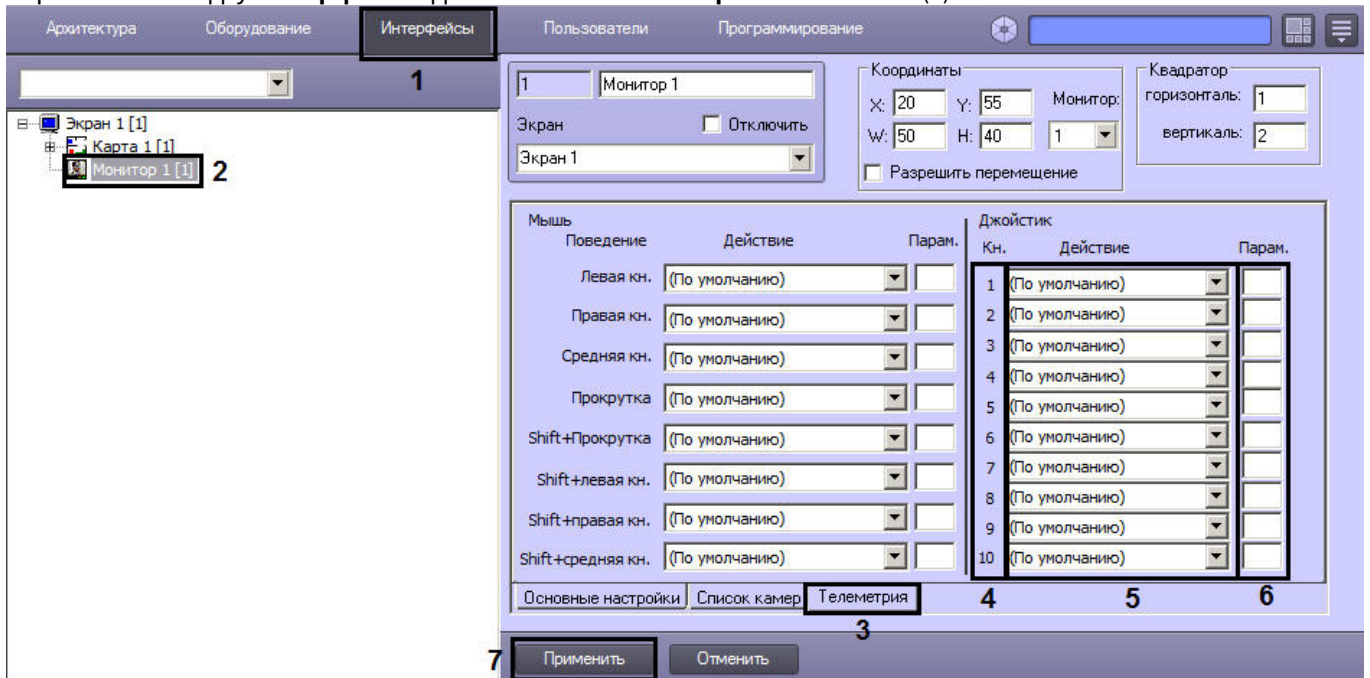 Архитектура Оборудование Интерфейсы Пользователи Программирование
1
Экран 1 [1]
Карта 1 [1]
Монитор 1 [1] 2
1 Монитор 1
Экран Отключить
Экран 1
Координаты
X: 20 Y: 55 Монитор:
W: 50 H: 40 1
Разрешить перемещение
Квадратор
горизонталь: 1
вертикаль: 2
Мышь
Поведение Действие Парам.
Левая кн. (По умолчанию)
Правая кн. (По умолчанию)
Средняя кн. (По умолчанию)
Прокрутка (По умолчанию)
Shift+Прокрутка (По умолчанию)
Shift+левая кн. (По умолчанию)
Shift+правая кн. (По умолчанию)
Shift+средняя кн. (По умолчанию)
Джойстик
Кн. Действие Парам.
1 (По умолчанию)
2 (По умолчанию)
3 (По умолчанию)
4 (По умолчанию)
5 (По умолчанию)
6 (По умолчанию)
7 (По умолчанию)
8 (По умолчанию)
9 (По умолчанию)
10 (По умолчанию)
Основные настройки Список камер Телеметрия 4 5 6
3
7 Применить Отменить